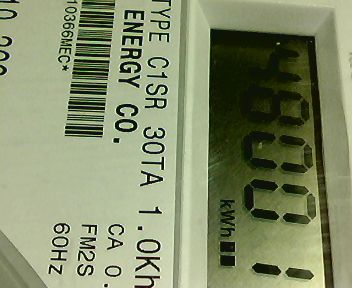 48001
kWh
TYPE C1SR 30TA 1.0Kh
ENERGY CO. CA 0.
FM2S
10366MEC* 60Hz